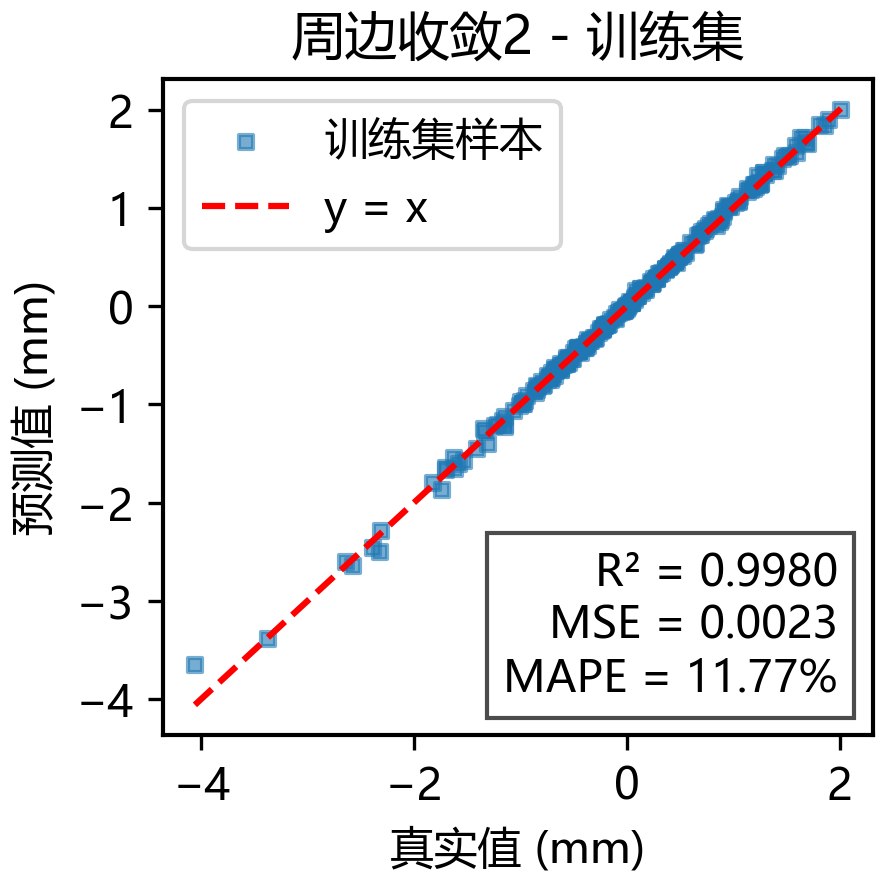 周边收敛2 - 训练集
训练集样本
y = x
预测值 (mm)
2
1
0
−1
−2
−3
−4
R² = 0.9980
MSE = 0.0023
MAPE = 11.77%
−4
−2
0
2
真实值 (mm)